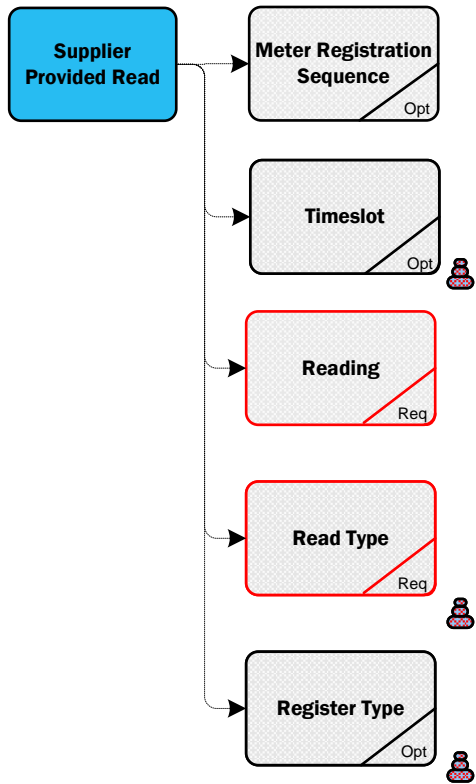 Supplier
Provided Read
Meter Registration
Sequence
Opt
Timeslot
Opt
Reading
Req
Read Type
Req
Register Type
Opt